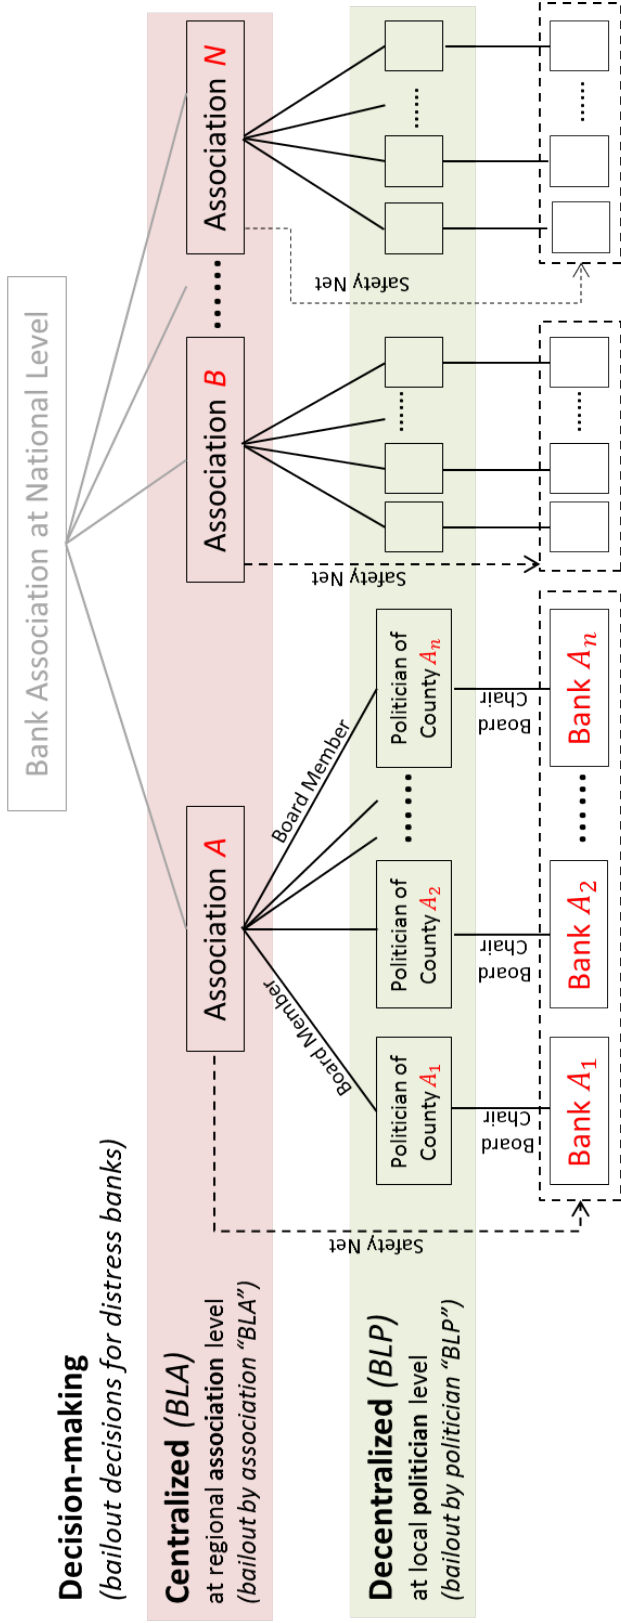 Bank Association at National Level
Decision-making
(bailout decisions for distress banks)
Centralized (BLA)
at regional association level
(bailout by association “BLA”)
Association A
Association B
......
Association N
Board Member
Board Member
Safety Net
Safety Net
Safety Net
Decentralized (BLP)
at local politician level
(bailout by politician “BLP”)
Politician of
County A₁
Politician of
County A₂
......
Politician of
County Aₙ
......
......
Board
Chair
Board
Chair
Board
Chair
Bank A₁
Bank A₂
......
Bank Aₙ
......
......